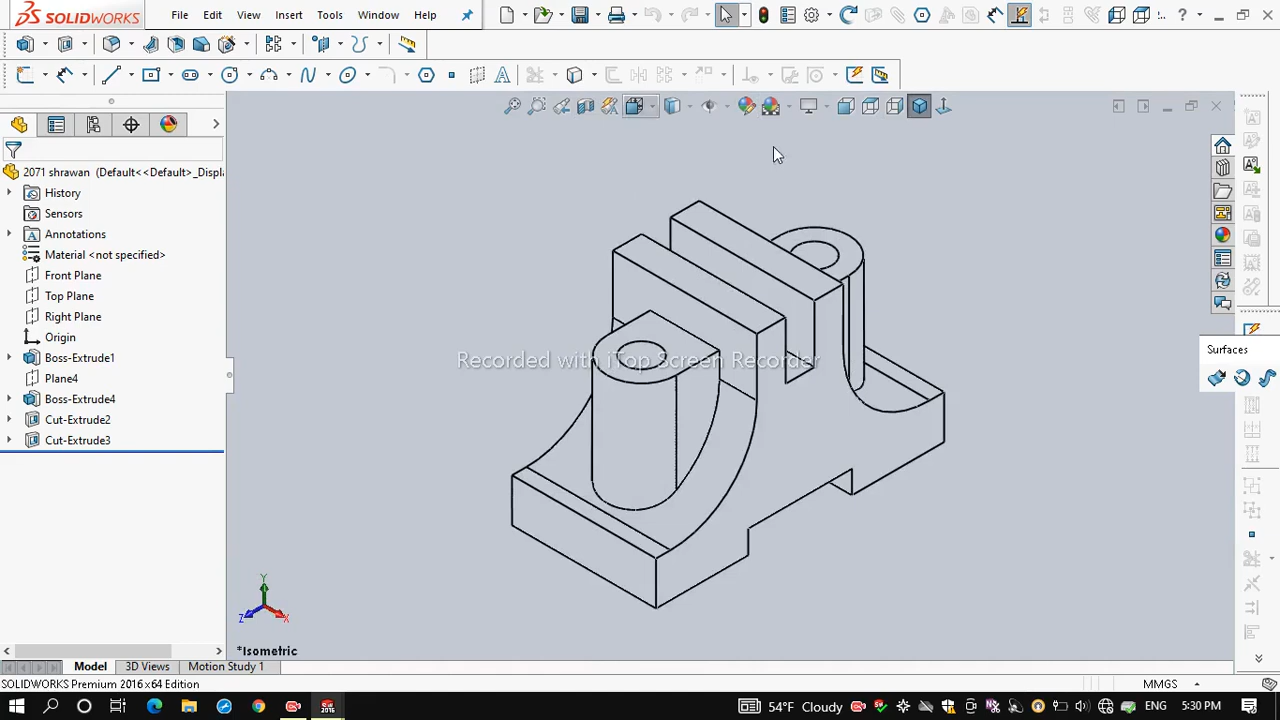 SOLIDWORKS File Edit View Insert Tools Window Help
2071 shrawan (Default<<Default>_Displ
History
Sensors
Annotations
Material <not specified>
Front Plane
Top Plane
Right Plane
Origin
Boss-Extrude1
Plane4
Boss-Extrude4
Cut-Extrude2
Cut-Extrude3
Recorded with iTop Screen Recorder
Surfaces
Y
Z
X
*Isometric
Model 3D Views Motion Study 1
SOLIDWORKS Premium 2016 x64 Edition MMGS
54°F Cloudy ENG 5:30 PM